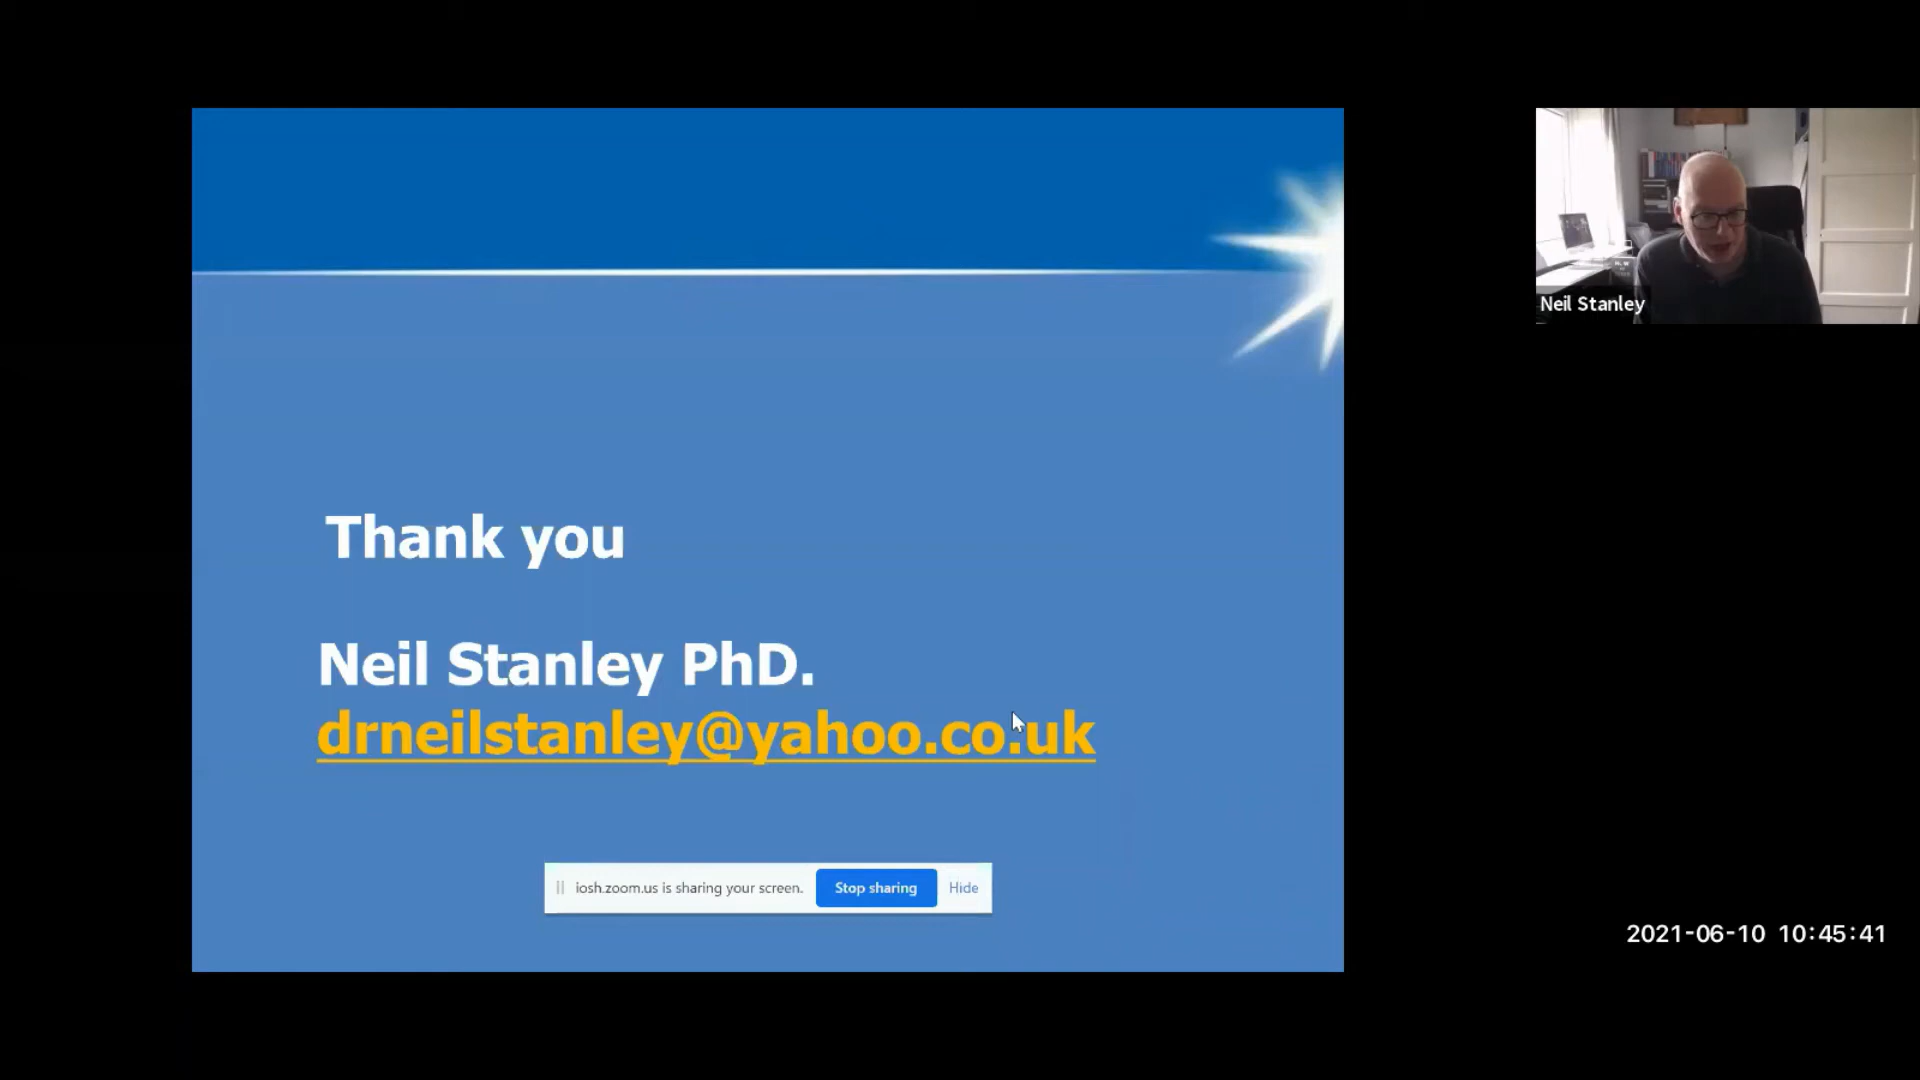 Thank you
Neil Stanley PhD.
drneilstanley@yahoo.co.uk
iosh.zoom.us is sharing your screen. Stop sharing Hide
Neil Stanley
2021-06-10 10:45:41